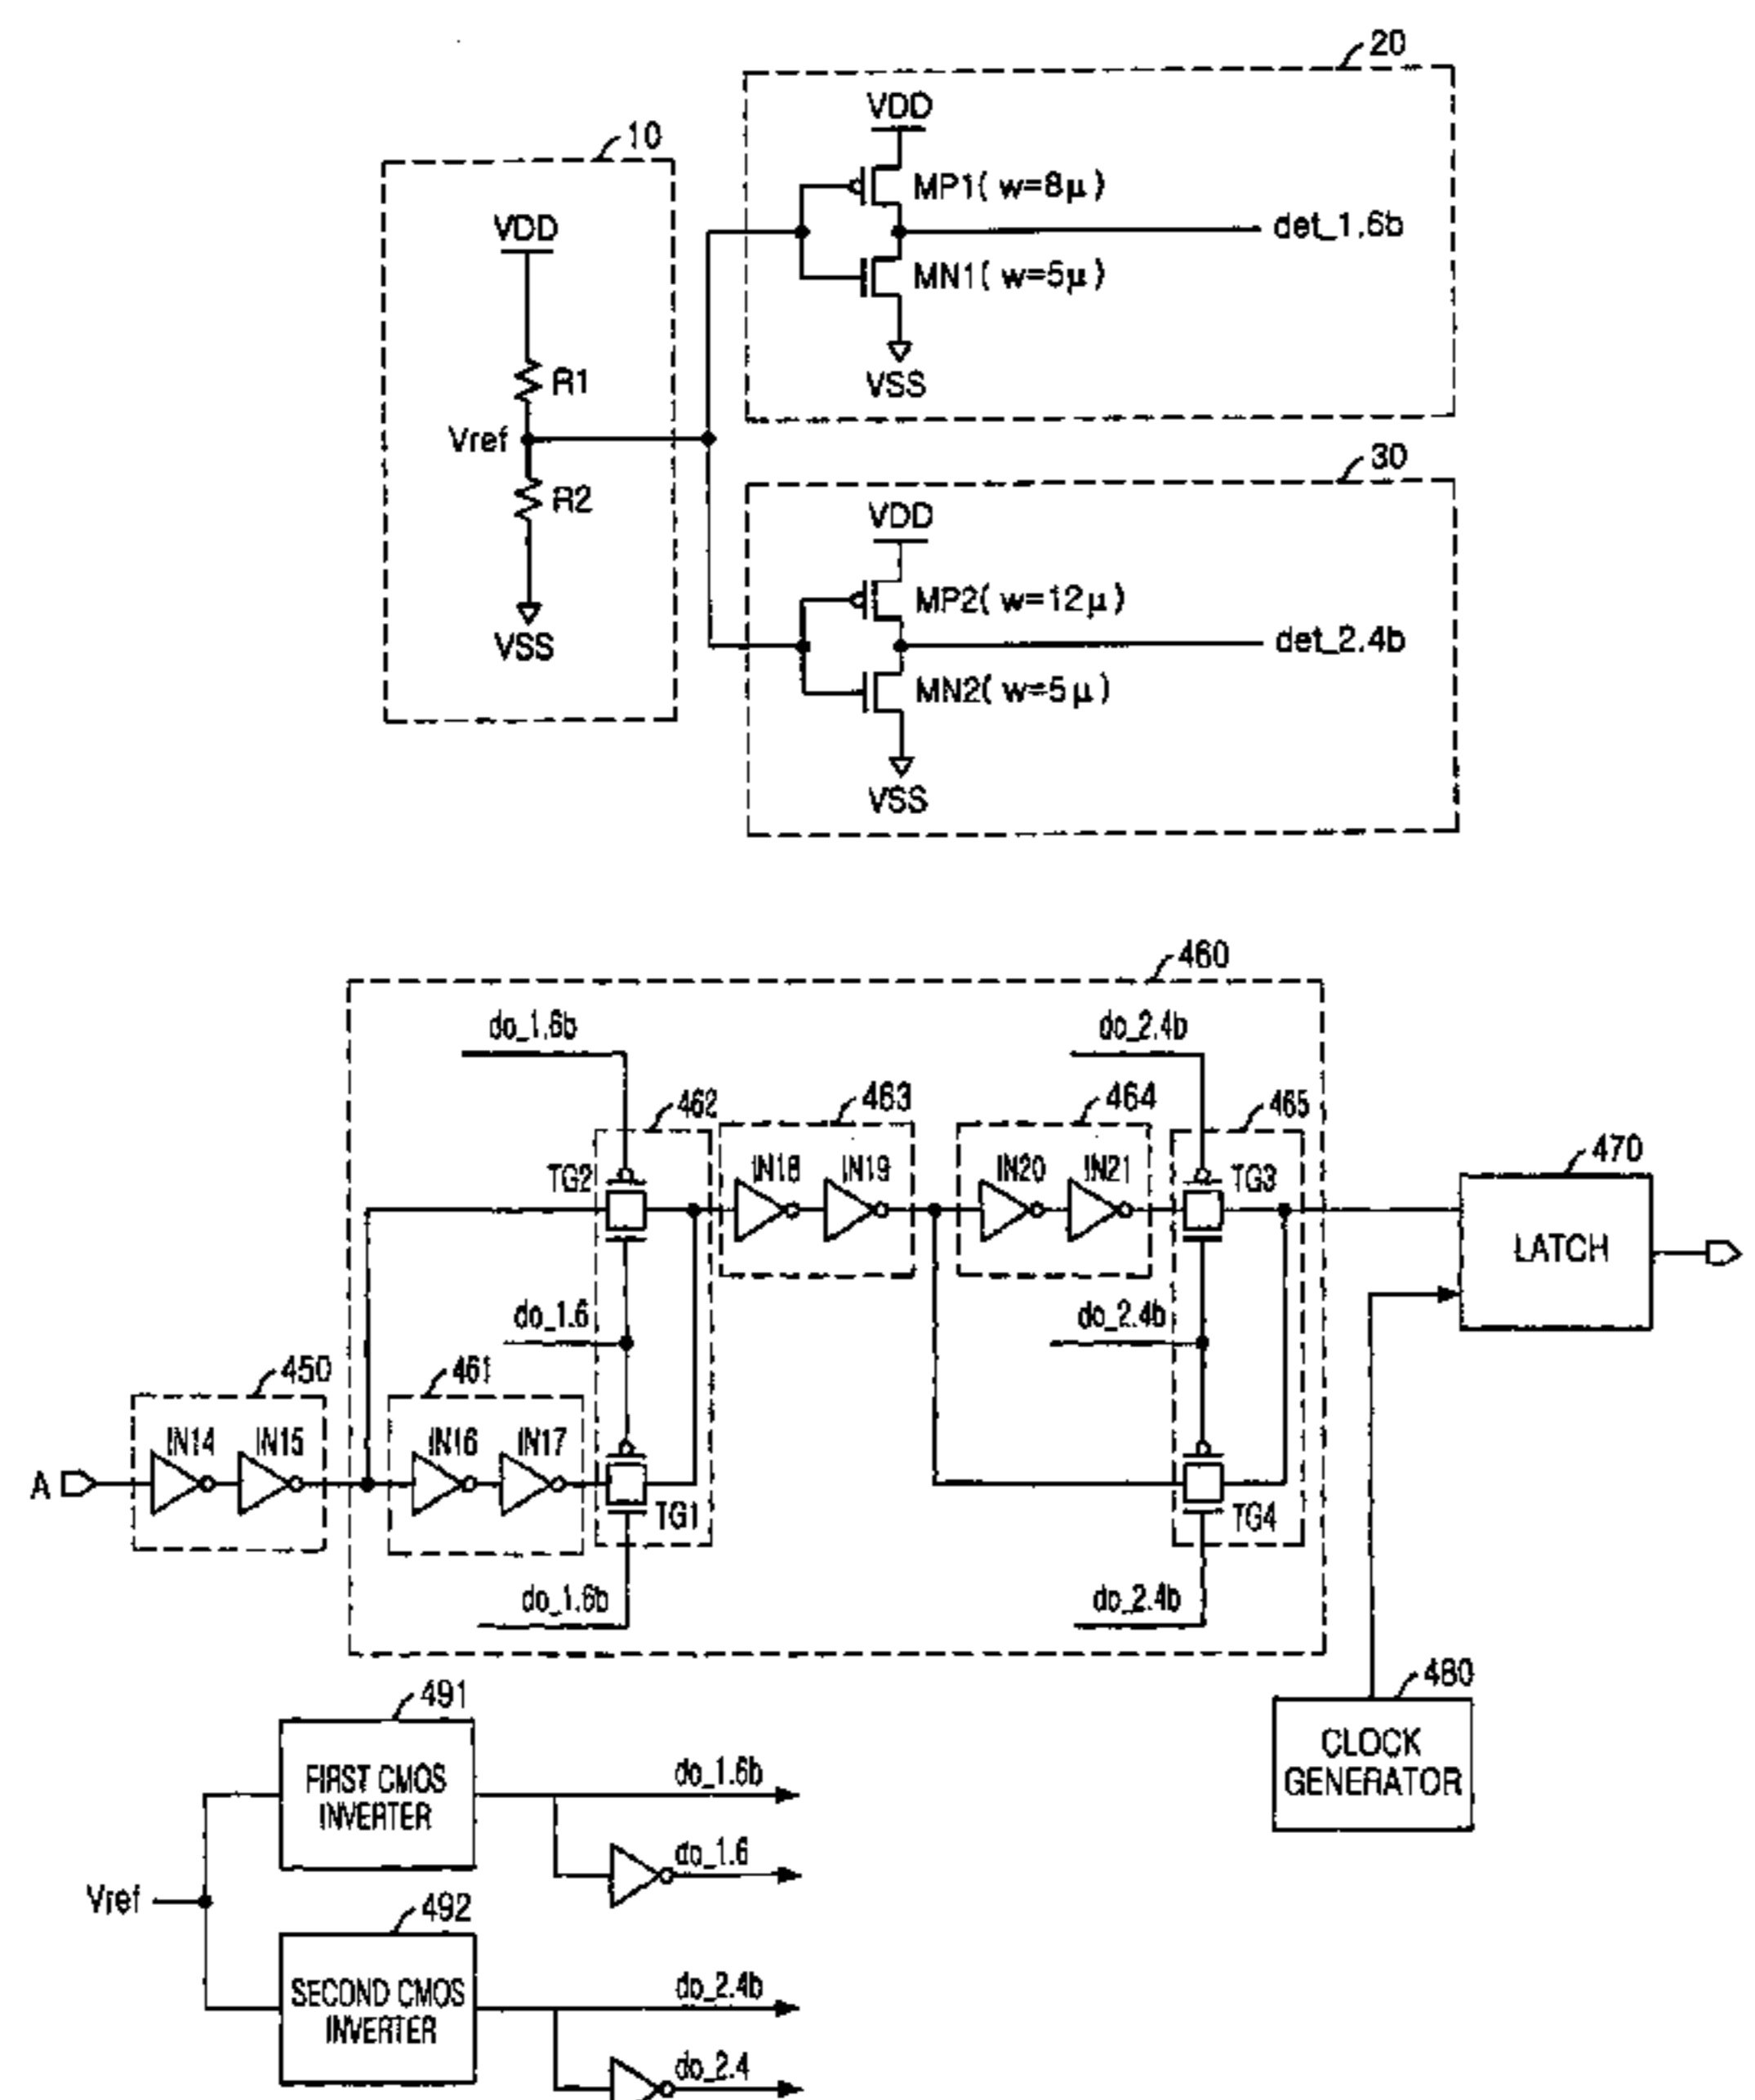 20
VDD
MP1( w=8μ )
det_1.6b
MN1( w=5μ )
VSS
10
VDD
R1
Vref
R2
VSS
30
VDD
MP2( w=12μ )
det_2.4b
MN2( w=5μ )
VSS
460
do_1.6b
do_2.4b
462
463
464
465
470
TG2
IN18
IN19
IN20
IN21
TG3
LATCH
do_1.6
do_2.4b
450
461
A
IN14
IN15
IN16
IN17
TG1
TG4
do_1.6b
do_2.4b
480
CLOCK
GENERATOR
491
FIRST CMOS
INVERTER
do_1.6b
do_1.6
Vref
492
SECOND CMOS
INVERTER
do_2.4b
do_2.4